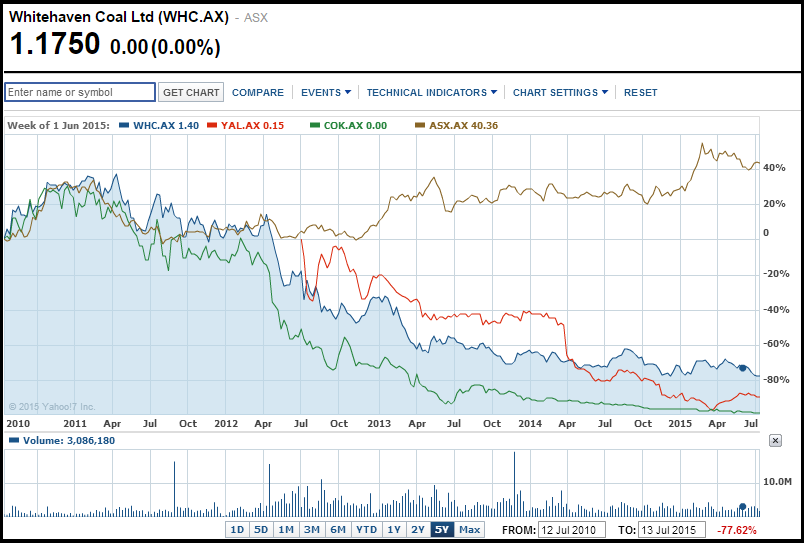 Whitehaven Coal Ltd (WHC.AX) - ASX
1.1750 0.00(0.00%)
Enter name or symbol GET CHART COMPARE EVENTS TECHNICAL INDICATORS CHART SETTINGS RESET
Week of 1 Jun 2015: WHC.AX 1.40 YAL.AX 0.15 COK.AX 0.00 ASX.AX 40.36
40%
20%
0
-20%
-40%
-60%
-80%
© 2015 Yahoo!7 Inc.
2010 2011 Apr Jul Oct 2012 Apr Jul Oct 2013 Apr Jul Oct 2014 Apr Jul Oct 2015 Apr Jul
Volume: 3,086,180 x
10.0M
1D 5D 1M 3M 6M YTD 1Y 2Y 5Y Max FROM: 12 Jul 2010 TO: 13 Jul 2015 -77.62%